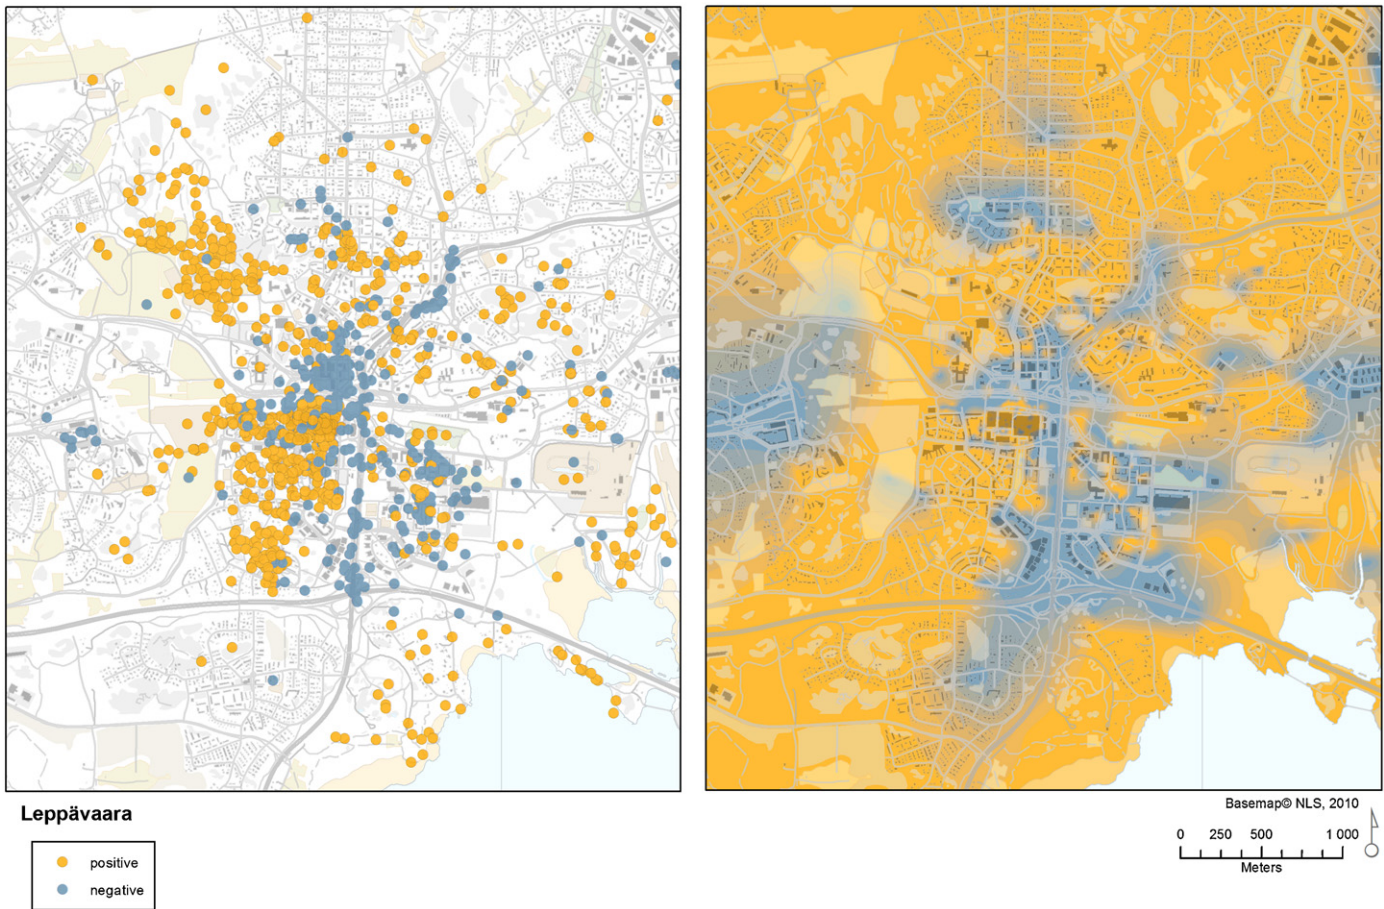 Leppävaara
positive
negative
Basemap© NLS, 2010
0 250 500 1 000
Meters